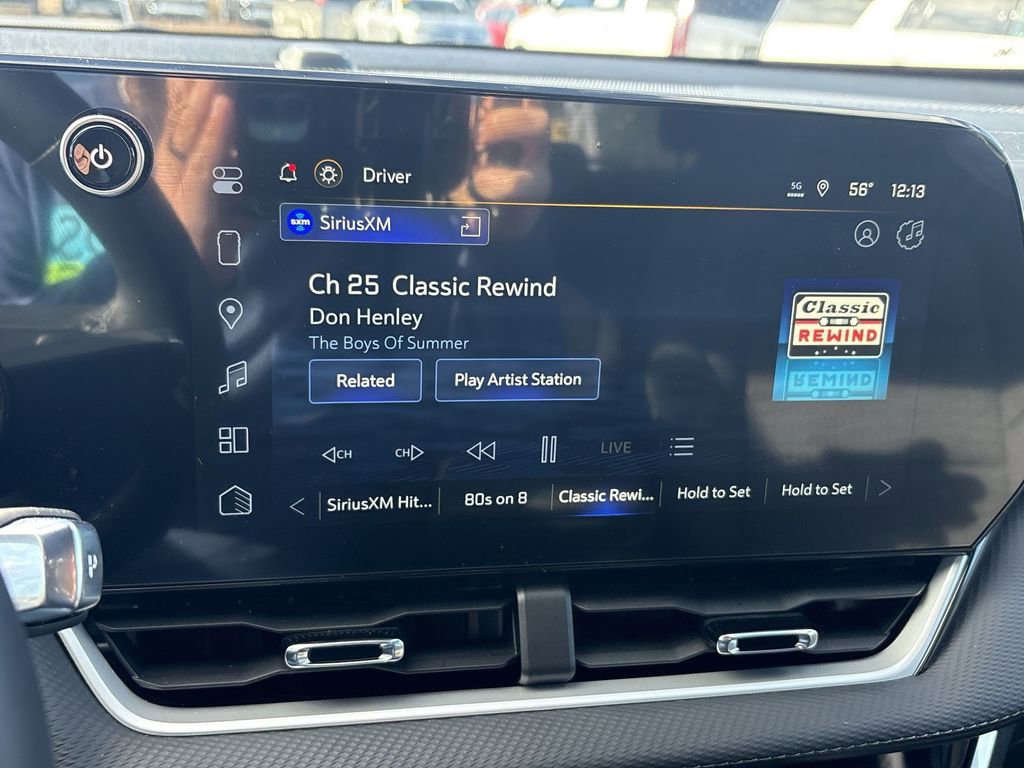 Driver
5G
56°
12:13
sxm SiriusXM
Ch 25 Classic Rewind
Don Henley
The Boys Of Summer
Related
Play Artist Station
Classic
REWIND
REWIND
CH
CH
LIVE
SiriusXM Hit...
80s on 8
Classic Rewi...
Hold to Set
Hold to Set